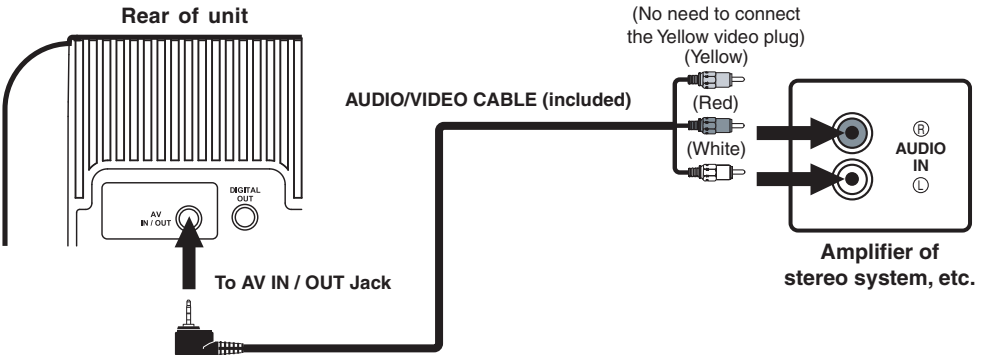 Rear of unit
(No need to connect
the Yellow video plug)
(Yellow)
AUDIO/VIDEO CABLE (included)
(Red)
(White)
Ⓡ
AUDIO
IN
Ⓛ
DIGITAL
OUT
AV
IN / OUT
To AV IN / OUT Jack
Amplifier of
stereo system, etc.